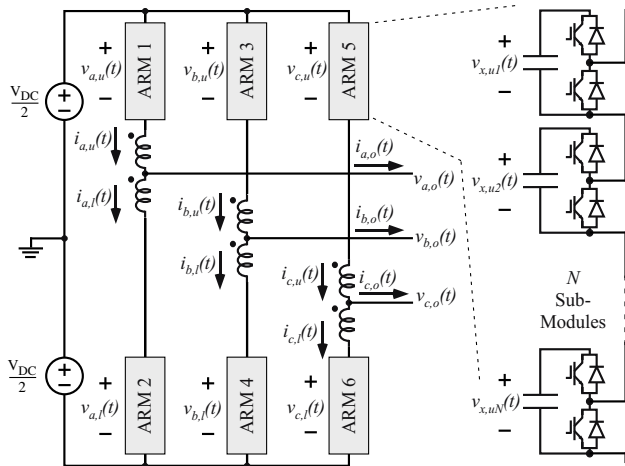 ARM 1
ARM 3
ARM 5
+
v_{a,u}(t)
−
+
v_{b,u}(t)
−
+
v_{c,u}(t)
−
V_{DC}
2
+
−
i_{a,u}(t)
i_{a,l}(t)
i_{a,o}(t)
v_{a,o}(t)
i_{b,u}(t)
i_{b,l}(t)
i_{b,o}(t)
v_{b,o}(t)
i_{c,u}(t)
i_{c,l}(t)
i_{c,o}(t)
v_{c,o}(t)
V_{DC}
2
+
−
+
v_{a,l}(t)
−
+
v_{b,l}(t)
−
+
v_{c,l}(t)
−
ARM 2
ARM 4
ARM 6
+
v_{x,u1}(t)
−
+
v_{x,u2}(t)
−
N
Sub-
Modules
+
v_{x,uN}(t)
−